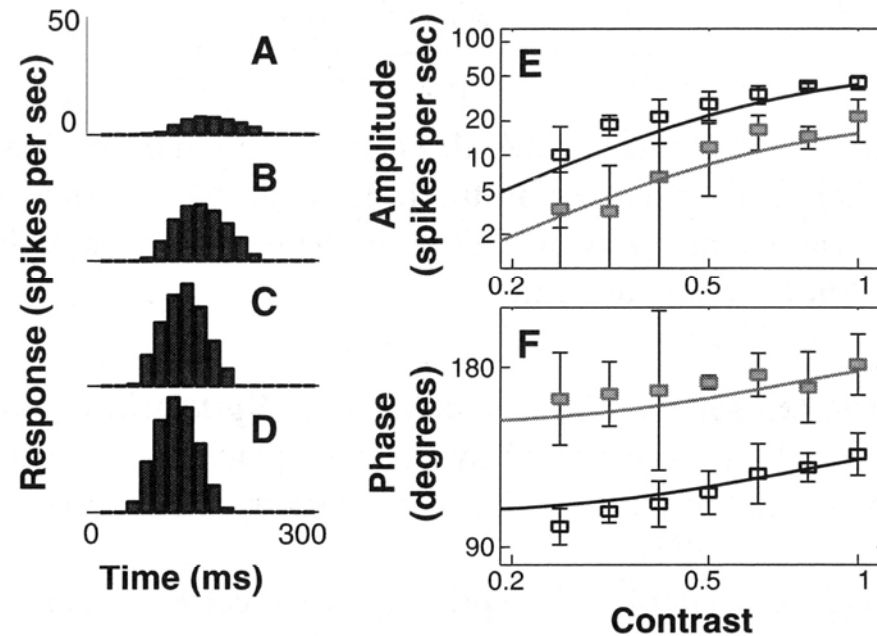 Response (spikes per sec)
50
0
A
B
C
D
0
300
Time (ms)
Amplitude
(spikes per sec)
100
50
20
10
5
2
E
0.2
0.5
1
Phase
(degrees)
180
90
F
0.2
0.5
1
Contrast